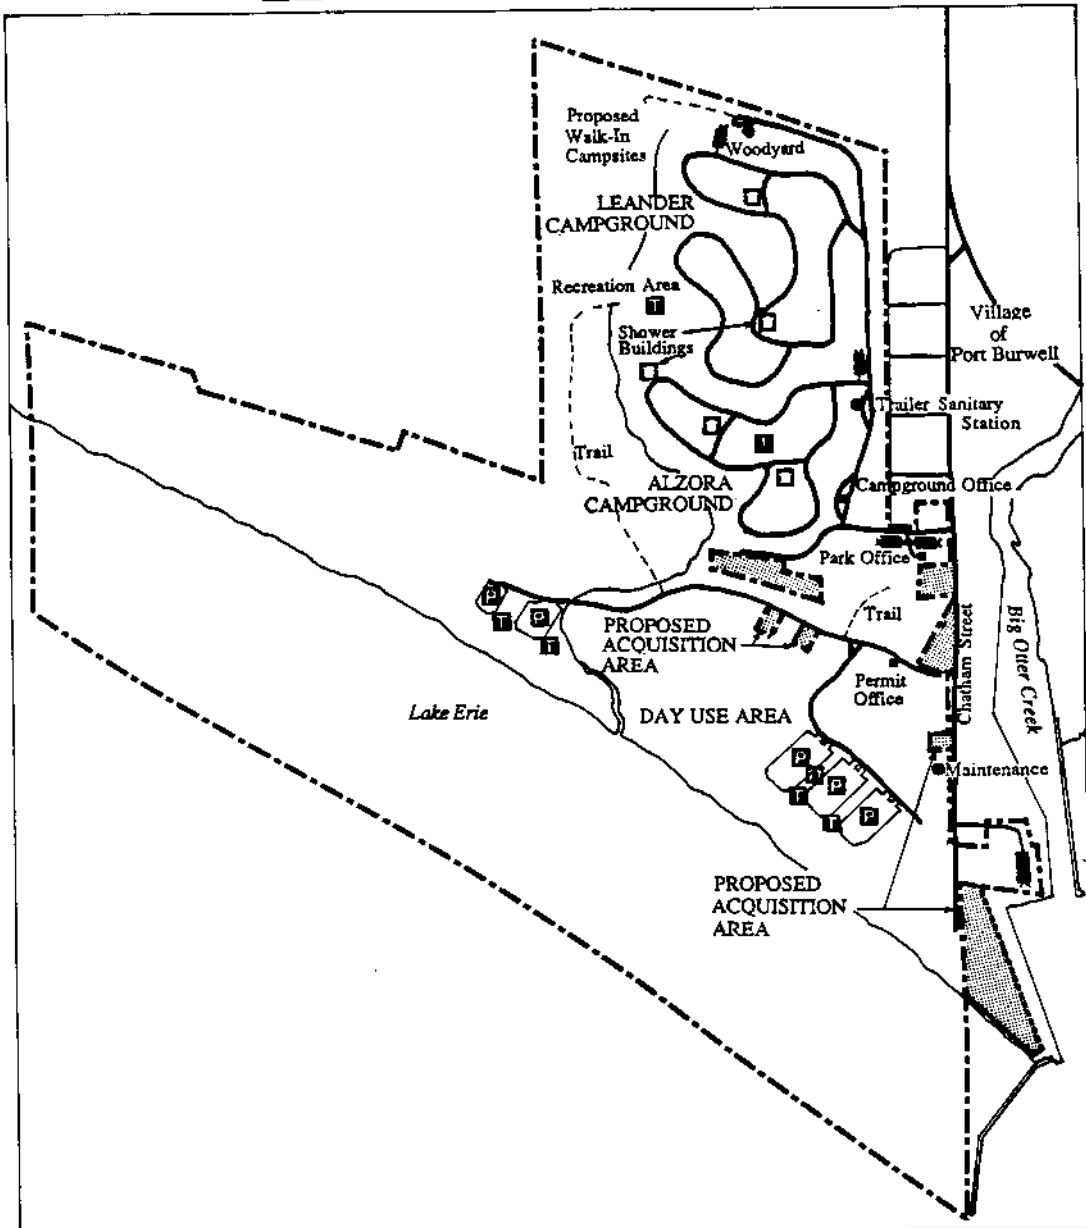 Proposed
Walk-In
Campsites
Woodyard
LEANDER
CAMPGROUND
Recreation Area
T
Shower
Buildings
Village
of
Port Burwell
Trailer Sanitary
Station
Trail
ALZORA
CAMPGROUND
Campground Office
Park Office
P
T
P
T
PROPOSED
ACQUISITION
AREA
Trail
Permit
Office
Chatham Street
Big Otter Creek
Lake Erie
DAY USE AREA
P
T
P
T
T
P
Maintenance
PROPOSED
ACQUISITION
AREA